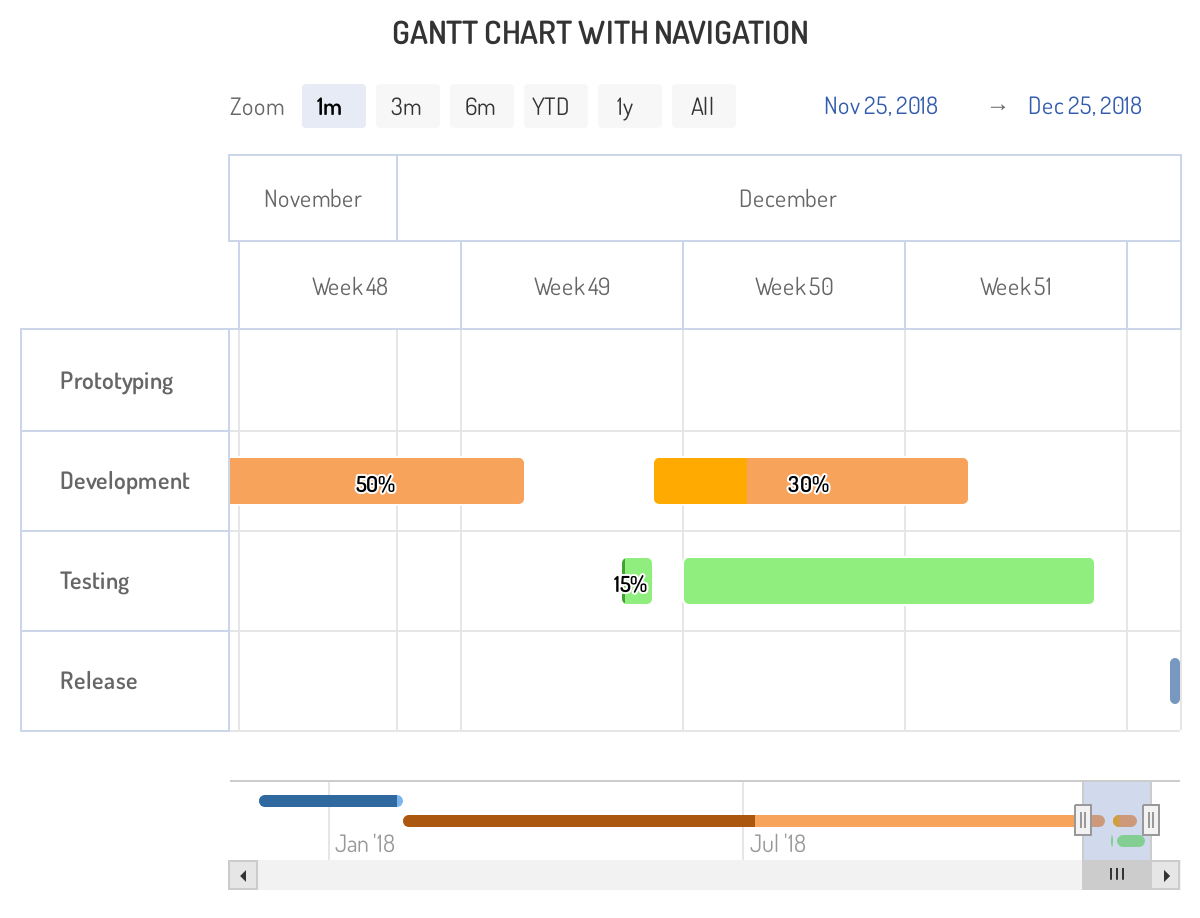 GANTT CHART WITH NAVIGATION
Zoom 1m 3m 6m YTD 1y All Nov 25, 2018 → Dec 25, 2018
November December
Week 48 Week 49 Week 50 Week 51
Prototyping
Development 50% 30%
Testing 15%
Release
Jan '18 Jul '18